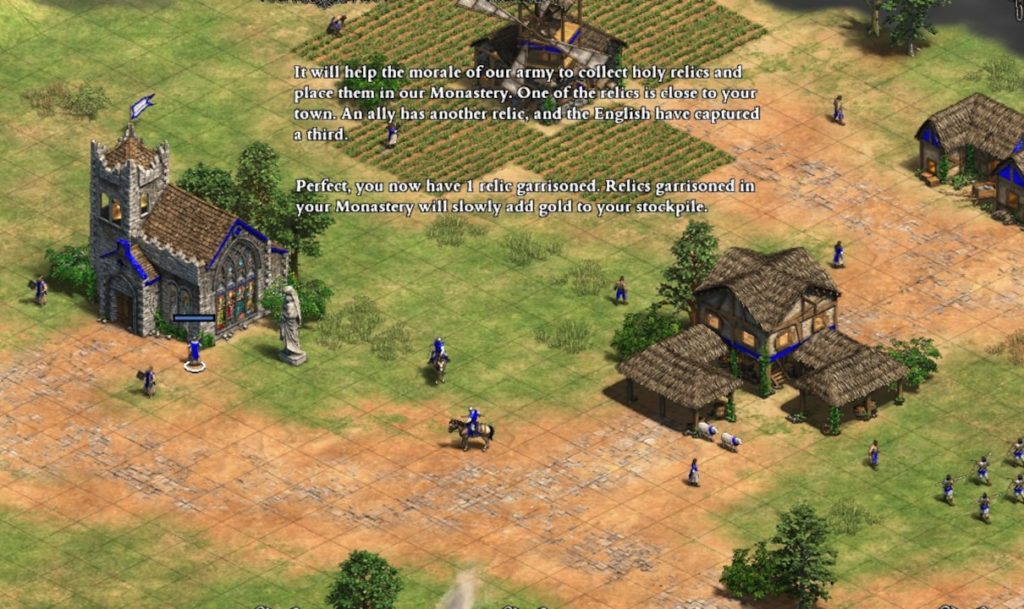 It will help the morale of our army to collect holy relics and
place them in our Monastery. One of the relics is close to your
town. An ally has another relic, and the English have captured
a third.
Perfect, you now have 1 relic garrisoned. Relics garrisoned in
your Monastery will slowly add gold to your stockpile.